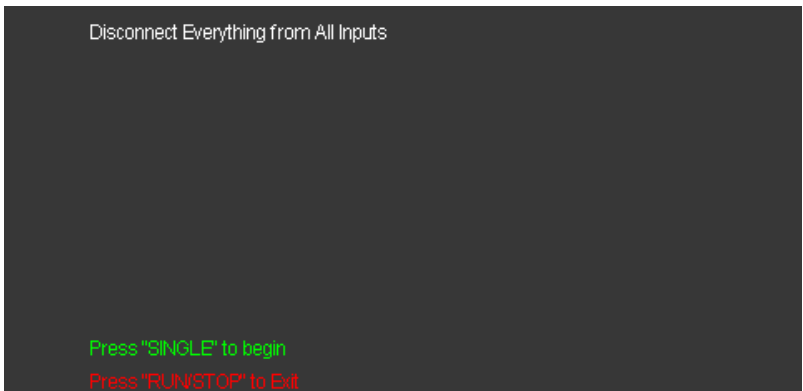 Disconnect Everything from All Inputs
Press "SINGLE" to begin
Press "RUN/STOP" to Exit